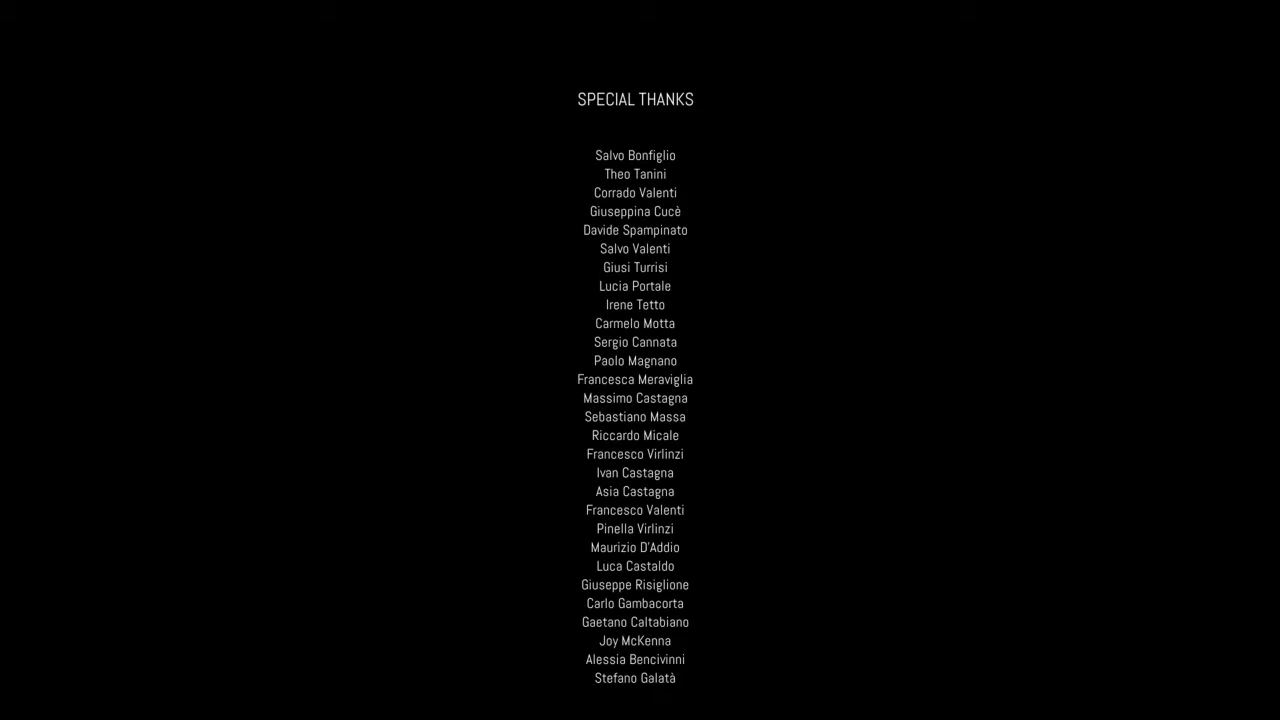 SPECIAL THANKS
Salvo Bonfiglio
Theo Tanini
Corrado Valenti
Giuseppina Cucè
Davide Spampinato
Salvo Valenti
Giusi Turrisi
Lucia Portale
Irene Tetto
Carmelo Motta
Sergio Cannata
Paolo Magnano
Francesca Meraviglia
Massimo Castagna
Sebastiano Massa
Riccardo Micale
Francesco Virlinzi
Ivan Castagna
Asia Castagna
Francesco Valenti
Pinella Virlinzi
Maurizio D'Addio
Luca Castaldo
Giuseppe Risiglione
Carlo Gambacorta
Gaetano Caltabiano
Joy McKenna
Alessia Bencivinni
Stefano Galatà